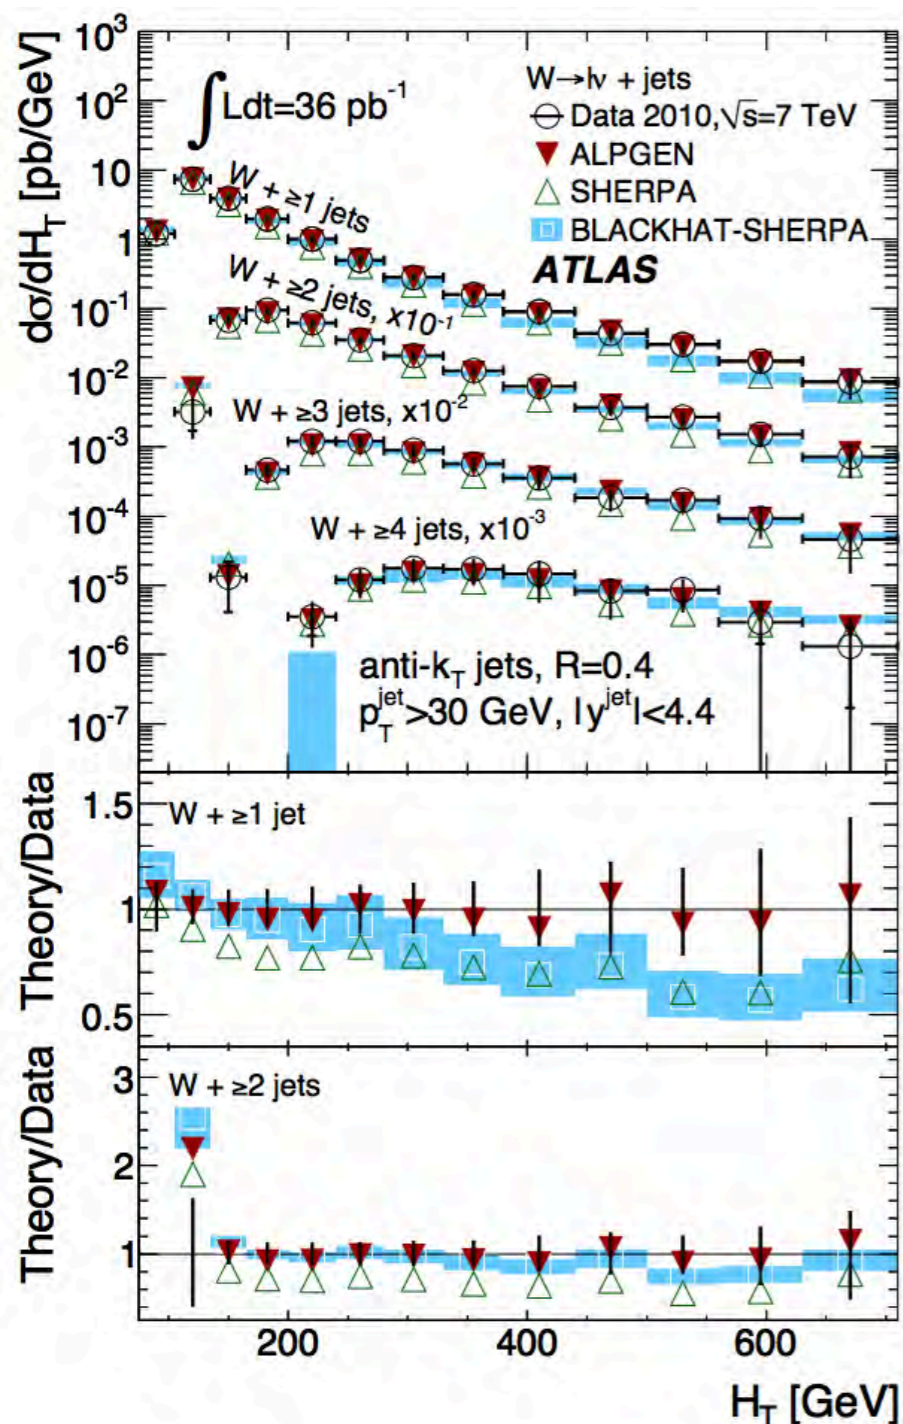 dσ/dH_T [pb/GeV]
10³
10²
10
1
10⁻¹
10⁻²
10⁻³
10⁻⁴
10⁻⁵
10⁻⁶
10⁻⁷
∫Ldt=36 pb⁻¹
W→lν + jets
Data 2010,√s=7 TeV
ALPGEN
SHERPA
BLACKHAT-SHERPA
ATLAS
W + ≥1 jets
W + ≥2 jets, x10⁻¹
W + ≥3 jets, x10⁻²
W + ≥4 jets, x10⁻³
anti-k_T jets, R=0.4
p_T^jet>30 GeV, |y^jet|<4.4
Theory/Data
1.5
1
0.5
W + ≥1 jet
Theory/Data
3
2
1
W + ≥2 jets
200 400 600
H_T [GeV]